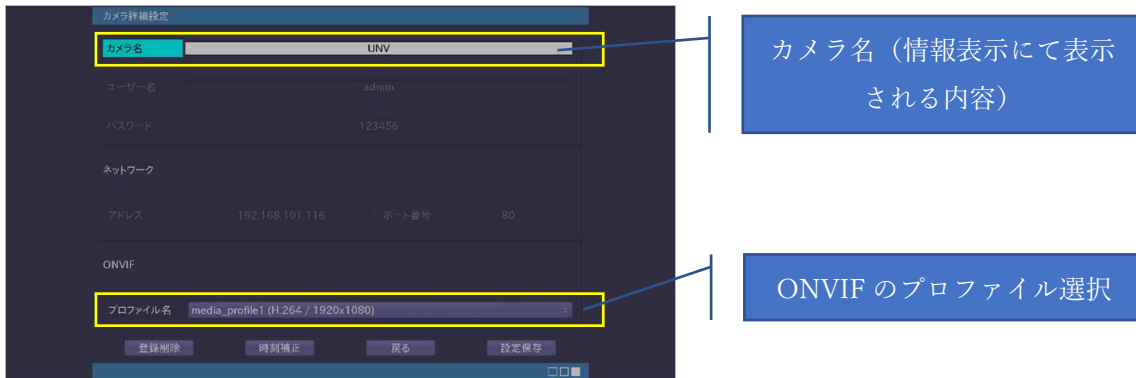 カメラ詳細設定
カメラ名 UNV
ユーザー名 admin
パスワード 123456
ネットワーク
アドレス 192.168.101.116 ポート番号 80
ONVIF
プロファイル名 media_profile1 (H.264 / 1920x1080)
登録削除 時刻補正 戻る 設定保存
カメラ名（情報表示にて表示
される内容）
ONVIF のプロファイル選択